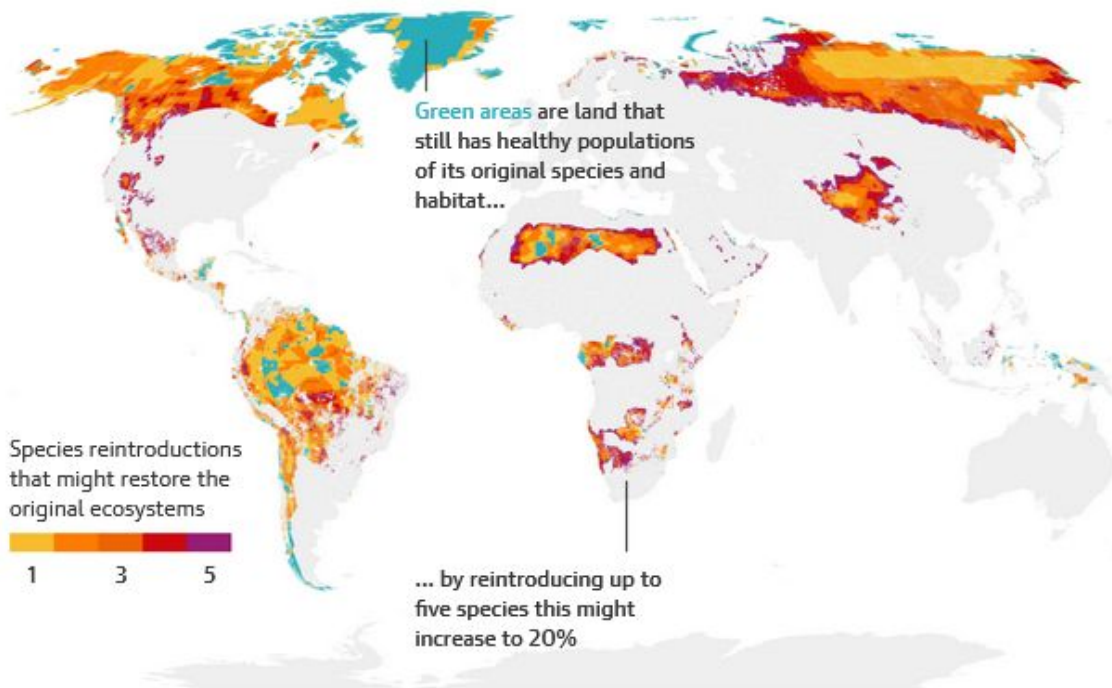 Green areas are land that
still has healthy populations
of its original species and
habitat...
Species reintroductions
that might restore the
original ecosystems
1 3 5
... by reintroducing up to
five species this might
increase to 20%